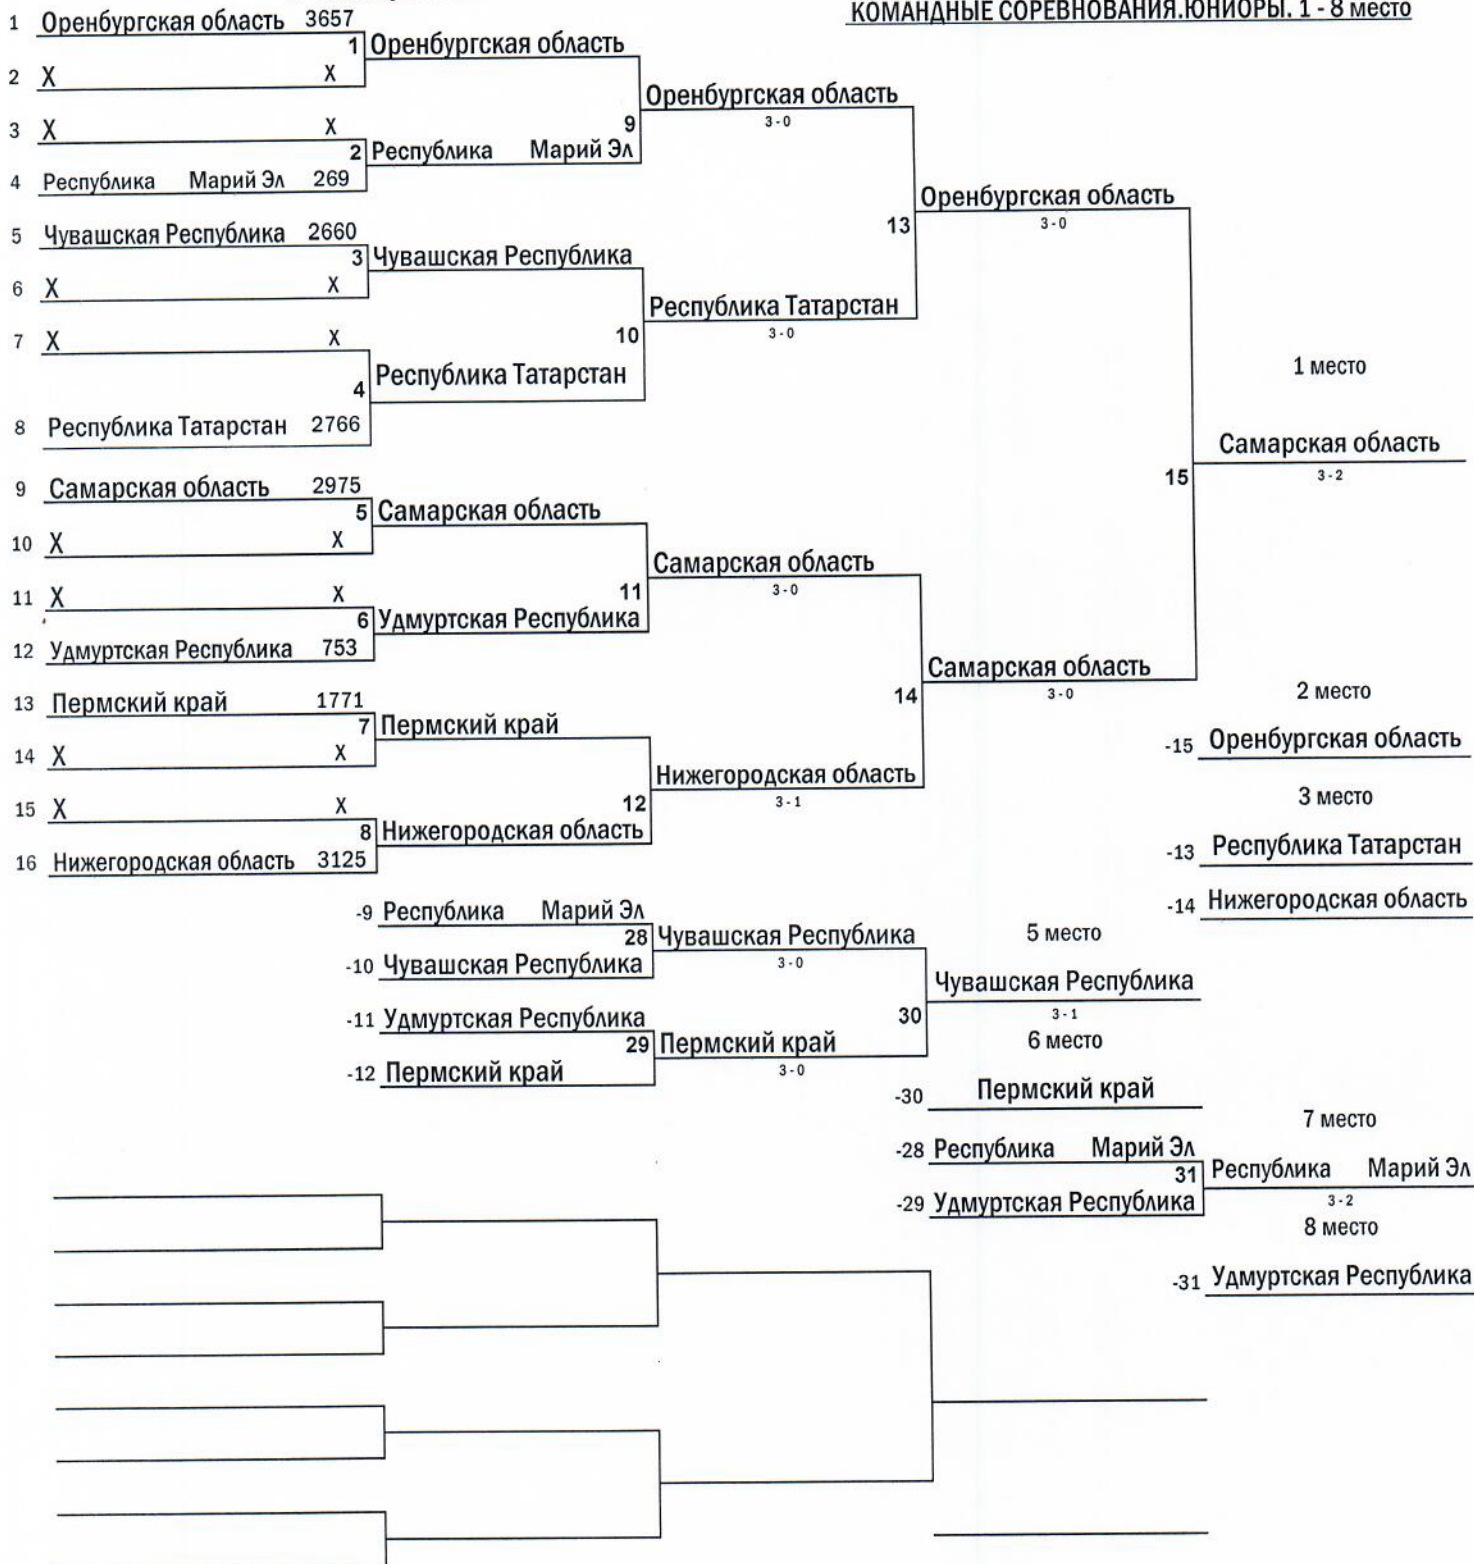 КОМАНДНЫЕ СОРЕВНОВАНИЯ.ЮНИОРЫ. 1 - 8 место
1 Оренбургская область 3657
1 Оренбургская область
2 X X
Оренбургская область
3 - 0
3 X X
9
2 Республика Марий Эл
4 Республика Марий Эл 269
Оренбургская область
3 - 0
13
5 Чувашская Республика 2660
3 Чувашская Республика
6 X X
Республика Татарстан
3 - 0
10
7 X X
1 место
4 Республика Татарстан
8 Республика Татарстан 2766
Самарская область
3 - 2
15
9 Самарская область 2975
5 Самарская область
10 X X
Самарская область
3 - 0
11
11 X X
6 Удмуртская Республика
12 Удмуртская Республика 753
Самарская область
3 - 0
14
2 место
13 Пермский край 1771
7 Пермский край
-15 Оренбургская область
14 X X
Нижегородская область
3 - 1
12
3 место
15 X X
8 Нижегородская область
-13 Республика Татарстан
16 Нижегородская область 3125
-14 Нижегородская область
-9 Республика Марий Эл
28 Чувашская Республика
3 - 0
5 место
-10 Чувашская Республика
Чувашская Республика
3 - 1
30
-11 Удмуртская Республика
29 Пермский край
3 - 0
6 место
-12 Пермский край
-30 Пермский край
7 место
-28 Республика Марий Эл
31 Республика Марий Эл
3 - 2
-29 Удмуртская Республика
8 место
-31 Удмуртская Республика